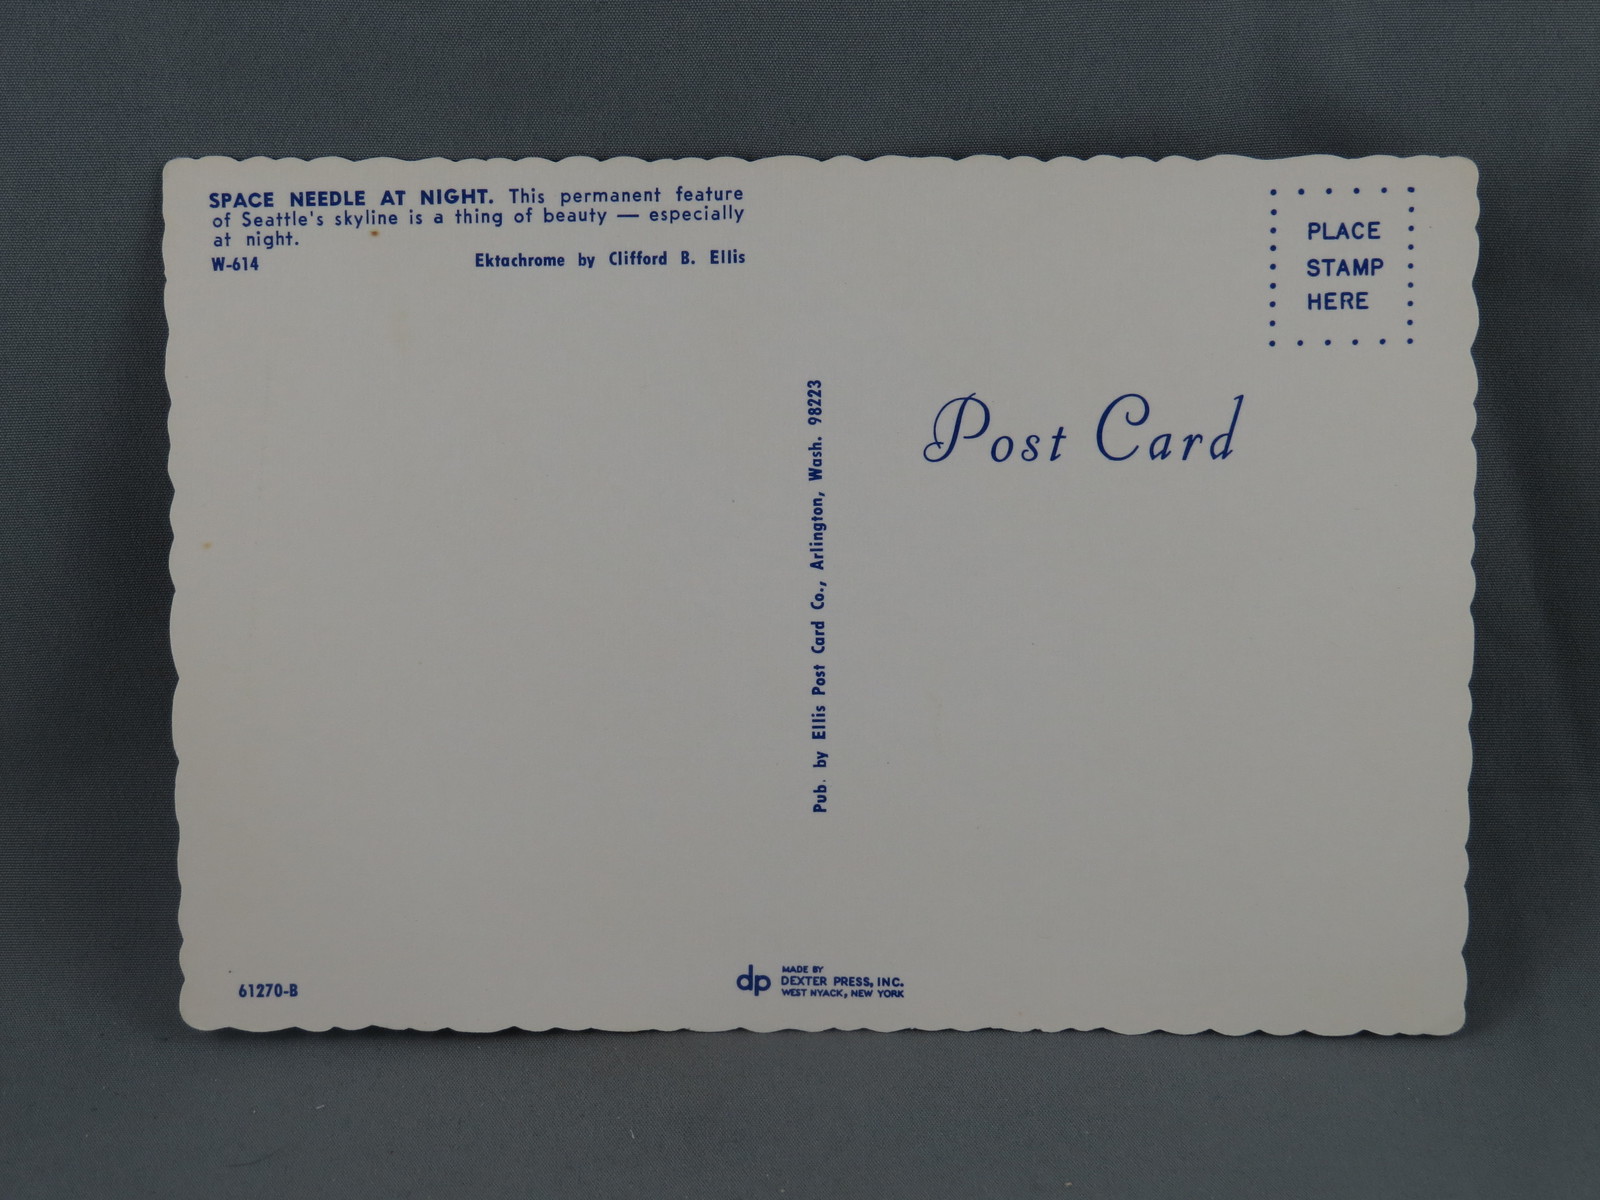 SPACE NEEDLE AT NIGHT. This permanent feature
of Seattle's skyline is a thing of beauty — especially
at night.
W-614 Ektachrome by Clifford B. Ellis
PLACE
STAMP
HERE
Post Card
Pub. by Ellis Post Card Co., Arlington, Wash. 98223
61270-B
dp
MADE BY
DEXTER PRESS, INC.
WEST NYACK, NEW YORK